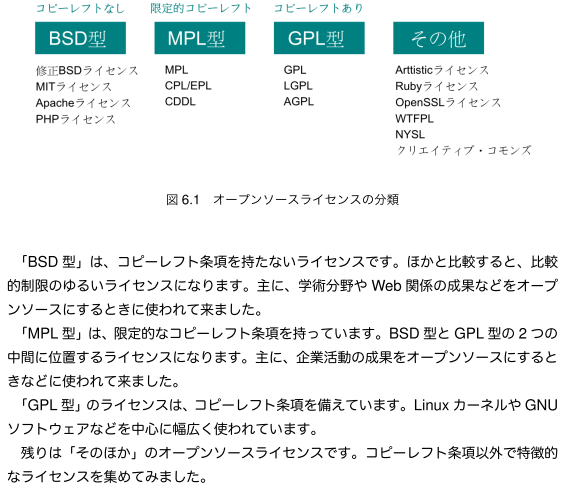 コピーレフトなし　限定的コピーレフト　コピーレフトあり
BSD型　MPL型　GPL型　その他
修正BSDライセンス　MPL　GPL　Arttisticライセンス
MITライセンス　CPL/EPL　LGPL　Rubyライセンス
Apacheライセンス　CDDL　AGPL　OpenSSLライセンス
PHPライセンス　WTFPL
NYSL
クリエイティブ・コモンズ
図 6.1　オープンソースライセンスの分類
「BSD 型」は、コピーレフト条項を持たないライセンスです。ほかと比較すると、比較
的制限のゆるいライセンスになります。主に、学術分野や Web 関係の成果などをオープ
ンソースにするときに使われて来ました。
「MPL 型」は、限定的なコピーレフト条項を持っています。BSD 型と GPL 型の 2 つの
中間に位置するライセンスになります。主に、企業活動の成果をオープンソースにすると
きなどに使われて来ました。
「GPL 型」のライセンスは、コピーレフト条項を備えています。Linux カーネルや GNU
ソフトウェアなどを中心に幅広く使われています。
残りは「そのほか」のオープンソースライセンスです。コピーレフト条項以外で特徴的
なライセンスを集めてみました。